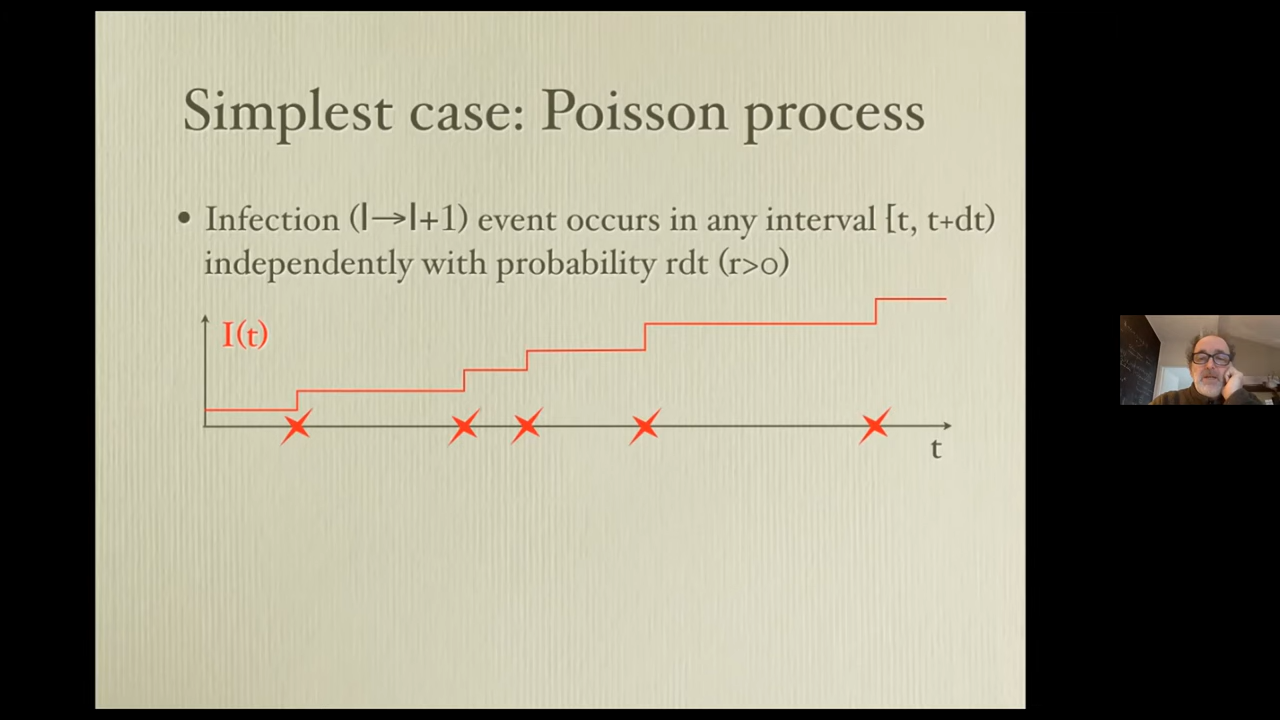 Simplest case: Poisson process
• Infection (I→I+1) event occurs in any interval [t, t+dt)
independently with probability rdt (r>0)
I(t)
t